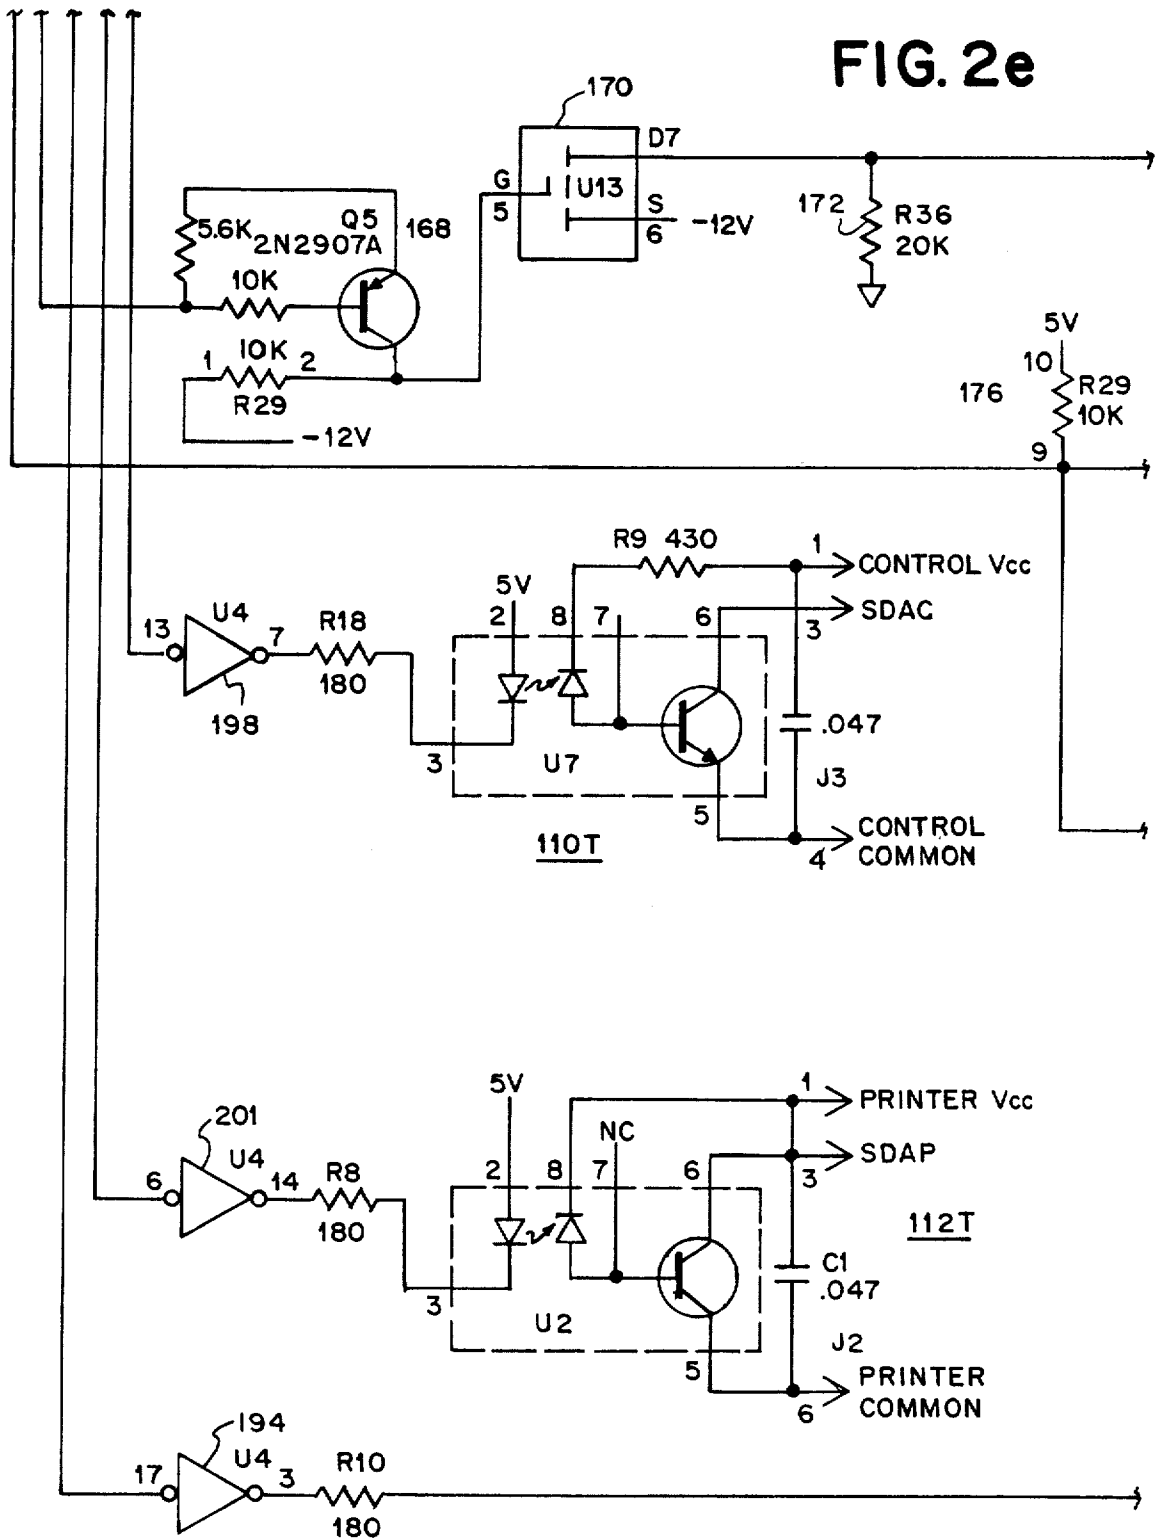 FIG. 2e
170
D7
G
U13
5
S
6
-12V
172
R36
20K
5.6K
Q5
2N2907A
168
10K
10K
1
2
R29
-12V
5V
10
176
R29
10K
9
R9 430
1
CONTROL Vcc
5V
2
8
7
6
SDAC
3
U4
13
7
R18
180
198
3
U7
.047
J3
5
110T
CONTROL
COMMON
4
5V
1
PRINTER Vcc
NC
2
8
7
6
SDAP
3
201
U4
6
14
R8
180
112T
3
U2
C1
.047
J2
5
PRINTER
COMMON
6
194
U4
17
3
R10
180